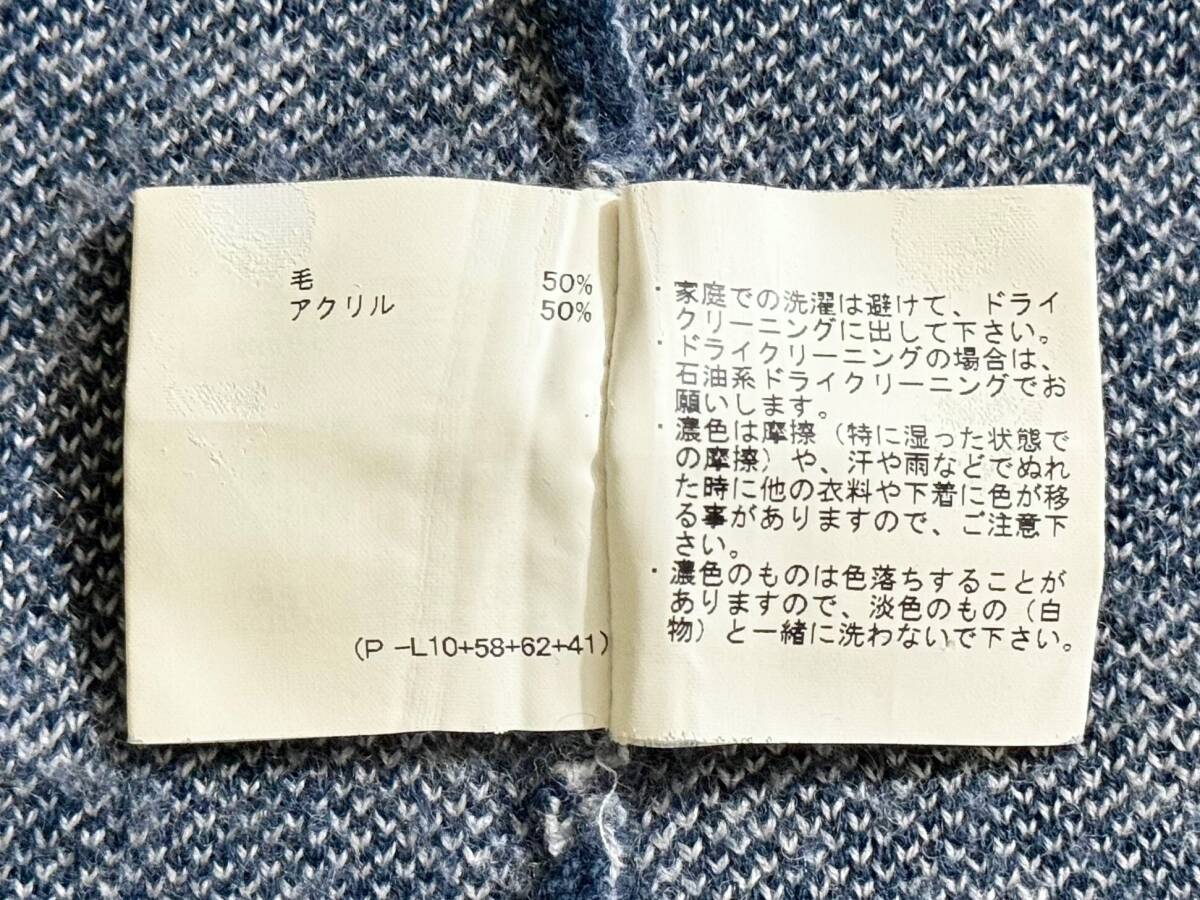 毛 50%
アクリル 50%
(P -L10+58+62+41)
・家庭での洗濯は避けて、ドライ
クリーニングに出して下さい。
・ドライクリーニングの場合は、
石油系ドライクリーニングでお
願いします。
・濃色は摩擦（特に湿った状態で
の摩擦）や、汗や雨などでぬれ
た時に他の衣料や下着に色が移
る事がありますので、ご注意下
さい。
・濃色のものは色落ちすることが
ありますので、淡色のもの（白
物）と一緒に洗わないで下さい。